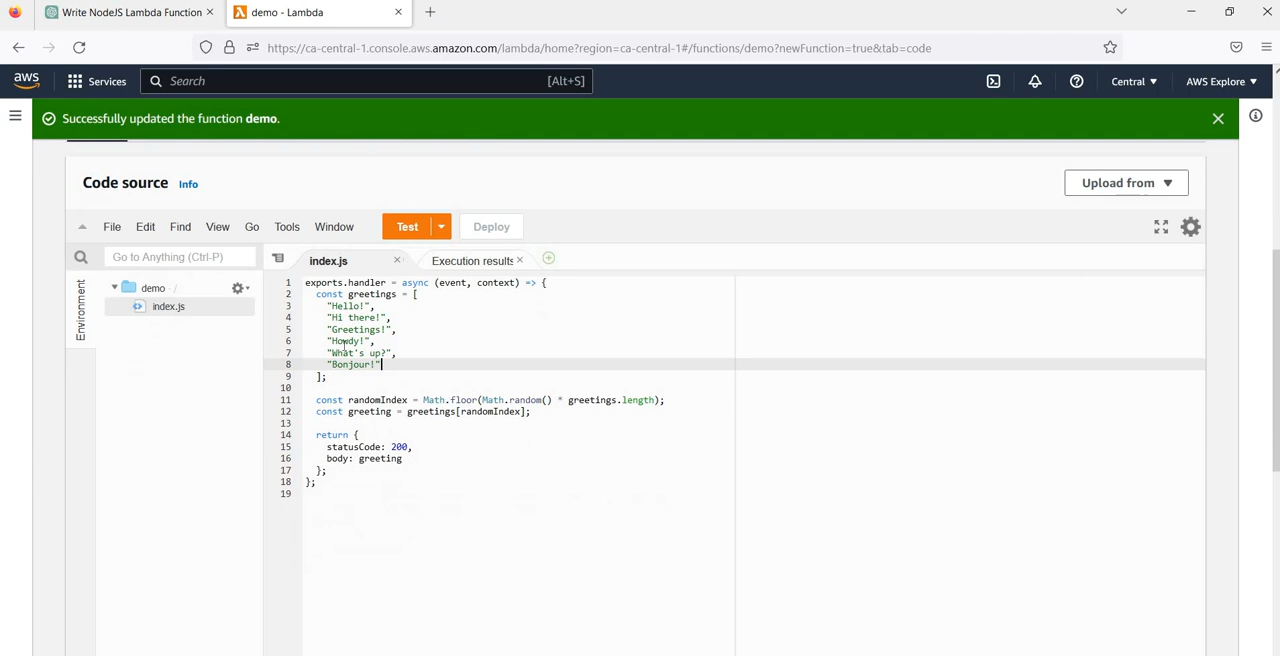 Write NodeJS Lambda Function
demo - Lambda
https://ca-central-1.console.aws.amazon.com/lambda/home?region=ca-central-1#/functions/demo?newFunction=true&tab=code
aws
Services
Search
[Alt+S]
Central
AWS Explore
Successfully updated the function demo.
Code source Info
Upload from
File Edit Find View Go Tools Window
Test
Deploy
Go to Anything (Ctrl-P)
index.js
Execution results
Environment
demo /
index.js
1 exports.handler = async (event, context) => {
2 const greetings = [
3 "Hello!",
4 "Hi there!",
5 "Greetings!",
6 "Howdy!",
7 "What's up?",
8 "Bonjour!"
9 ];
10
11 const randomIndex = Math.floor(Math.random() * greetings.length);
12 const greeting = greetings[randomIndex];
13
14 return {
15 statusCode: 200,
16 body: greeting
17 };
18 };
19